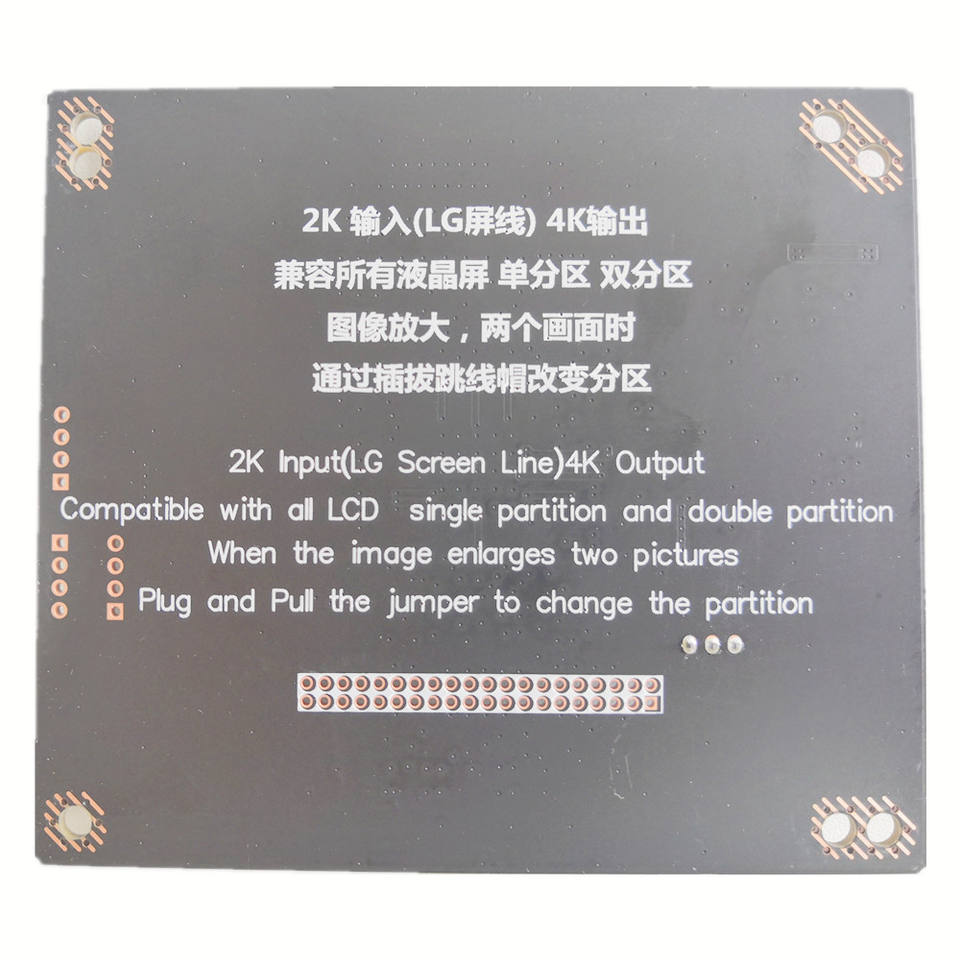 2K 输入(LG屏线) 4K输出
兼容所有液晶屏 单分区 双分区
图像放大，两个画面时
通过插拔跳线帽改变分区
2K Input(LG Screen Line)4K Output
Compatible with all LCD single partition and double partition
When the image enlarges two pictures
Plug and Pull the jumper to change the partition